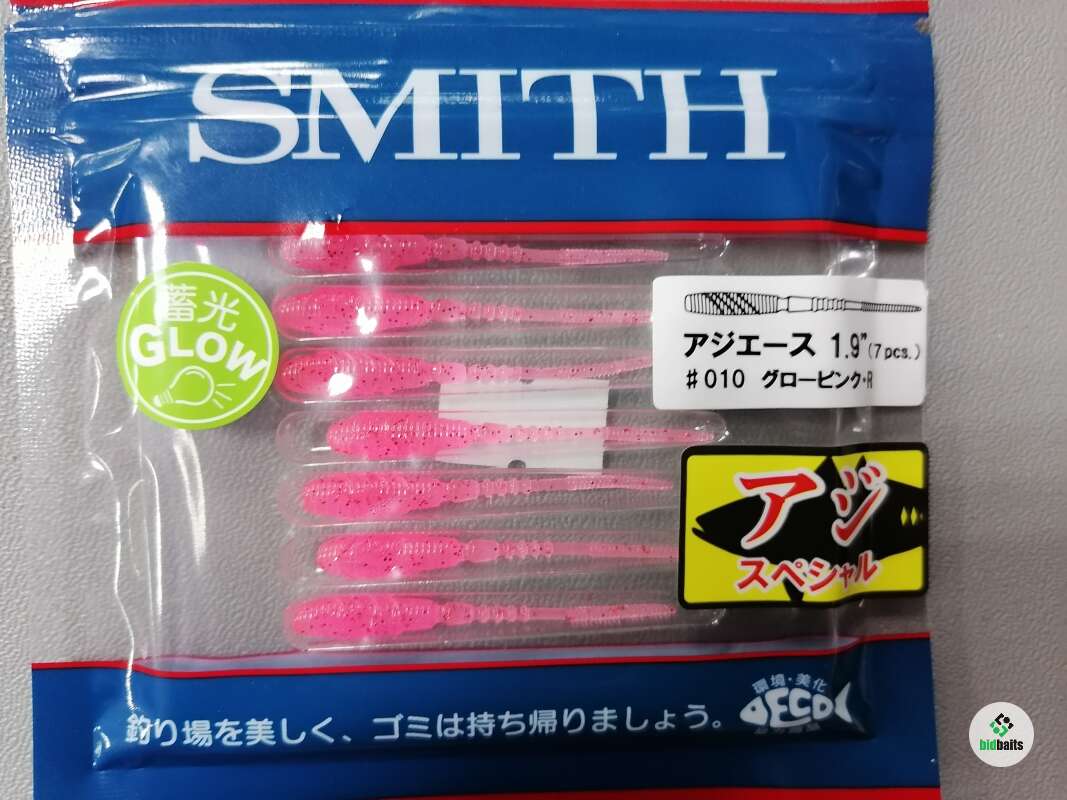 SMITH
蓄光
GLOW
アジエース 1.9" (7pcs.)
#010 グローピンク・R
アジ
スペシャル
環境・美化
ECO
釣り場を美しく、ゴミは持ち帰りましょう。
bidbaits